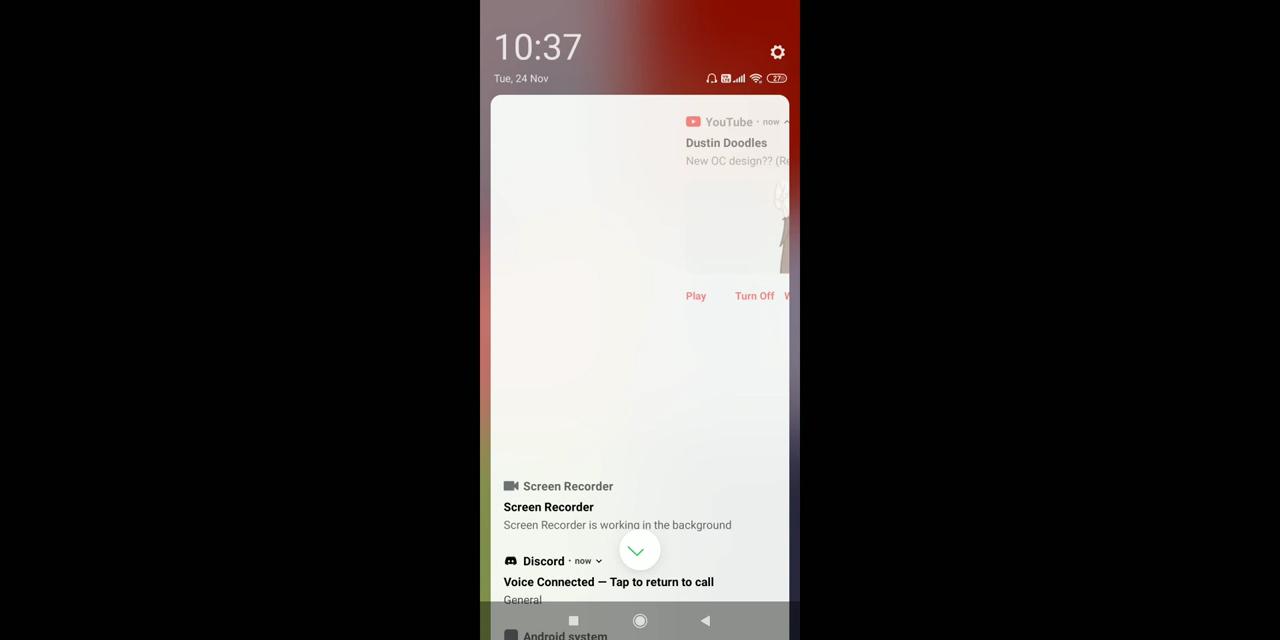 10:37
Tue, 24 Nov
27
YouTube · now
Dustin Doodles
New OC design?? (Re
Play Turn Off W
Screen Recorder
Screen Recorder
Screen Recorder is working in the background
Discord · now
Voice Connected — Tap to return to call
General
Android system